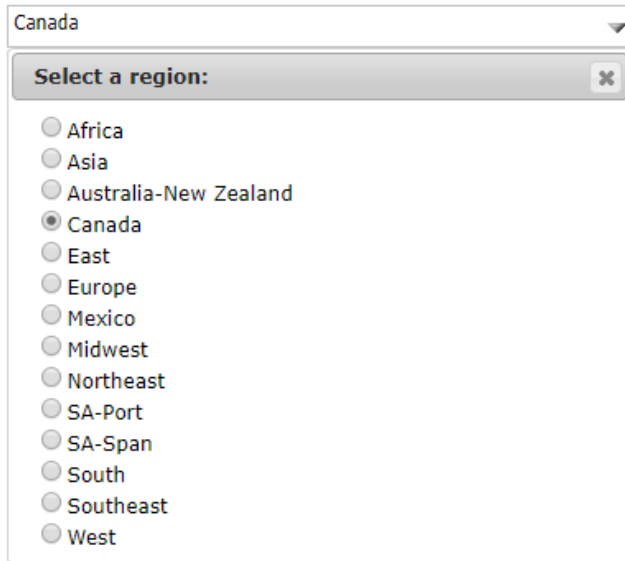 Canada
Select a region:
Africa
Asia
Australia-New Zealand
Canada
East
Europe
Mexico
Midwest
Northeast
SA-Port
SA-Span
South
Southeast
West